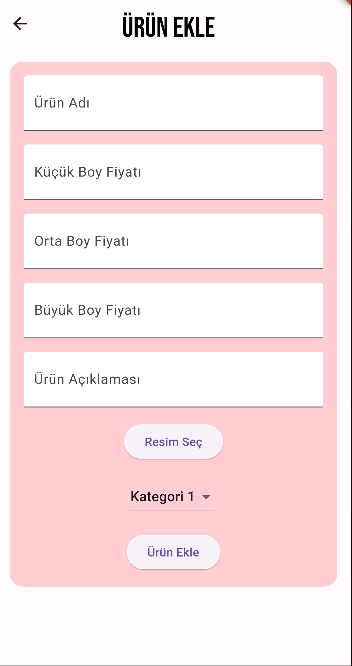 ÜRÜN EKLE
Ürün Adı
Küçük Boy Fiyatı
Orta Boy Fiyatı
Büyük Boy Fiyatı
Ürün Açıklaması
Resim Seç
Kategori 1
Ürün Ekle